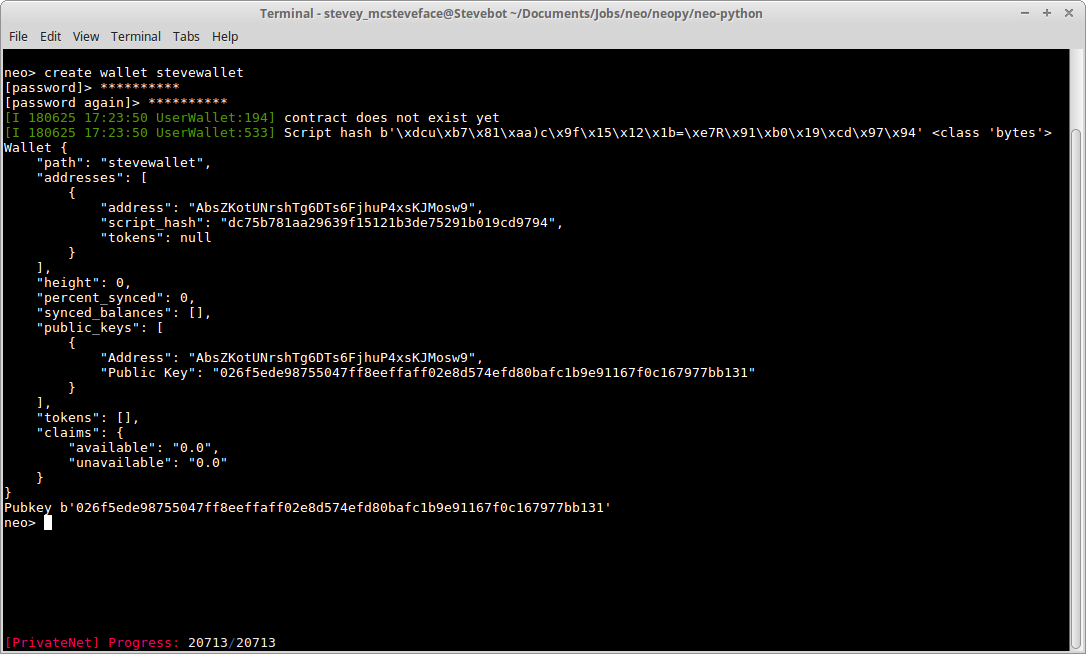 Terminal - stevey_mcsteveface@Stevebot ~/Documents/Jobs/neo/neopy/neo-python
File Edit View Terminal Tabs Help
neo> create wallet stevewallet
[password]> **********
[password again]> **********
[I 180625 17:23:50 UserWallet:194] contract does not exist yet
[I 180625 17:23:50 UserWallet:533] Script hash b'\xdcu\xb7\x81\xaa)c\x9f\x15\x12\x1b=\xe7R\x91\xb0\x19\xcd\x97\x94' <class 'bytes'>
Wallet {
    "path": "stevewallet",
    "addresses": [
        {
            "address": "AbsZKotUNrshTg6DTs6FjhuP4xsKJMosw9",
            "script_hash": "dc75b781aa29639f15121b3de75291b019cd9794",
            "tokens": null
        }
    ],
    "height": 0,
    "percent_synced": 0,
    "synced_balances": [],
    "public_keys": [
        {
            "Address": "AbsZKotUNrshTg6DTs6FjhuP4xsKJMosw9",
            "Public Key": "026f5ede98755047ff8eeffaff02e8d574efd80bafc1b9e91167f0c167977bb131"
        }
    ],
    "tokens": [],
    "claims": {
        "available": "0.0",
        "unavailable": "0.0"
    }
}
Pubkey b'026f5ede98755047ff8eeffaff02e8d574efd80bafc1b9e91167f0c167977bb131'
neo>
[PrivateNet] Progress: 20713/20713